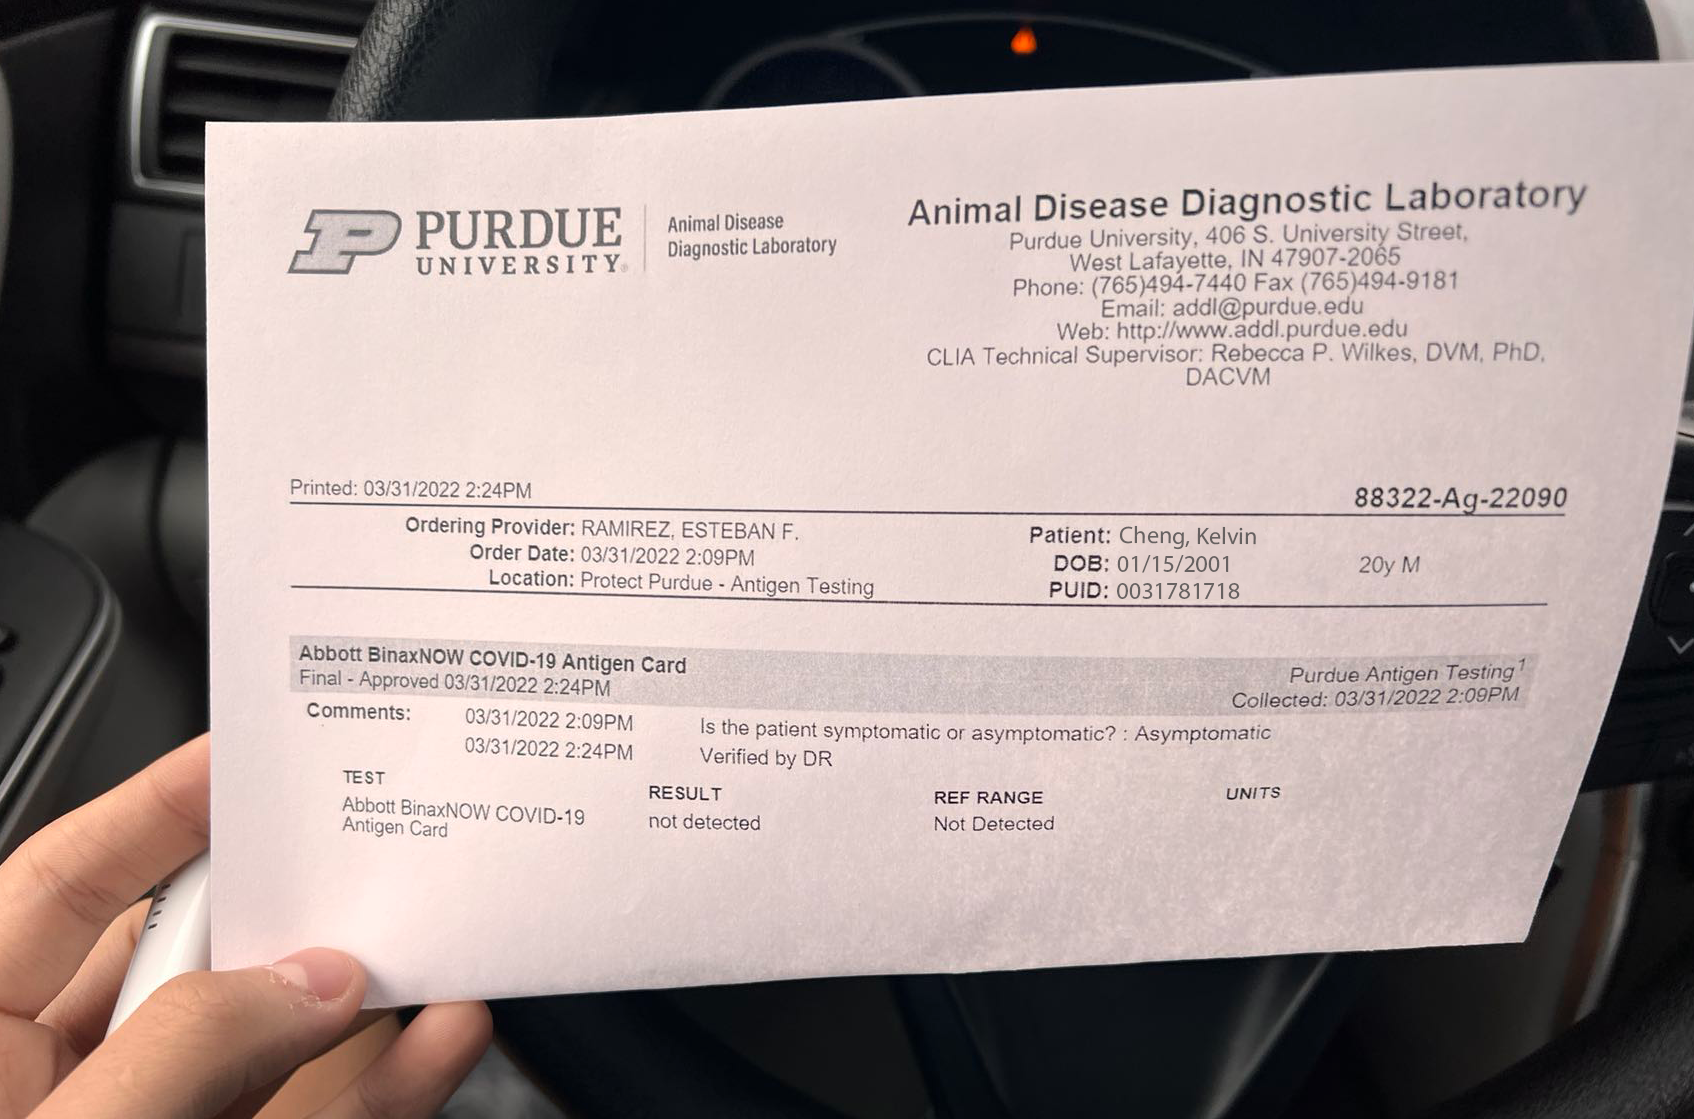 PURDUE
UNIVERSITY®
Animal Disease
Diagnostic Laboratory
Animal Disease Diagnostic Laboratory
Purdue University, 406 S. University Street,
West Lafayette, IN 47907-2065
Phone: (765)494-7440 Fax (765)494-9181
Email: addl@purdue.edu
Web: http://www.addl.purdue.edu
CLIA Technical Supervisor: Rebecca P. Wilkes, DVM, PhD,
DACVM
Printed: 03/31/2022 2:24PM
88322-Ag-22090
Ordering Provider: RAMIREZ, ESTEBAN F.
Order Date: 03/31/2022 2:09PM
Location: Protect Purdue - Antigen Testing
Patient: Cheng, Kelvin
DOB: 01/15/2001 20y M
PUID: 0031781718
Abbott BinaxNOW COVID-19 Antigen Card
Final - Approved 03/31/2022 2:24PM
Purdue Antigen Testing¹
Collected: 03/31/2022 2:09PM
Comments: 03/31/2022 2:09PM Is the patient symptomatic or asymptomatic? : Asymptomatic
03/31/2022 2:24PM Verified by DR
TEST RESULT REF RANGE UNITS
Abbott BinaxNOW COVID-19 not detected Not Detected
Antigen Card